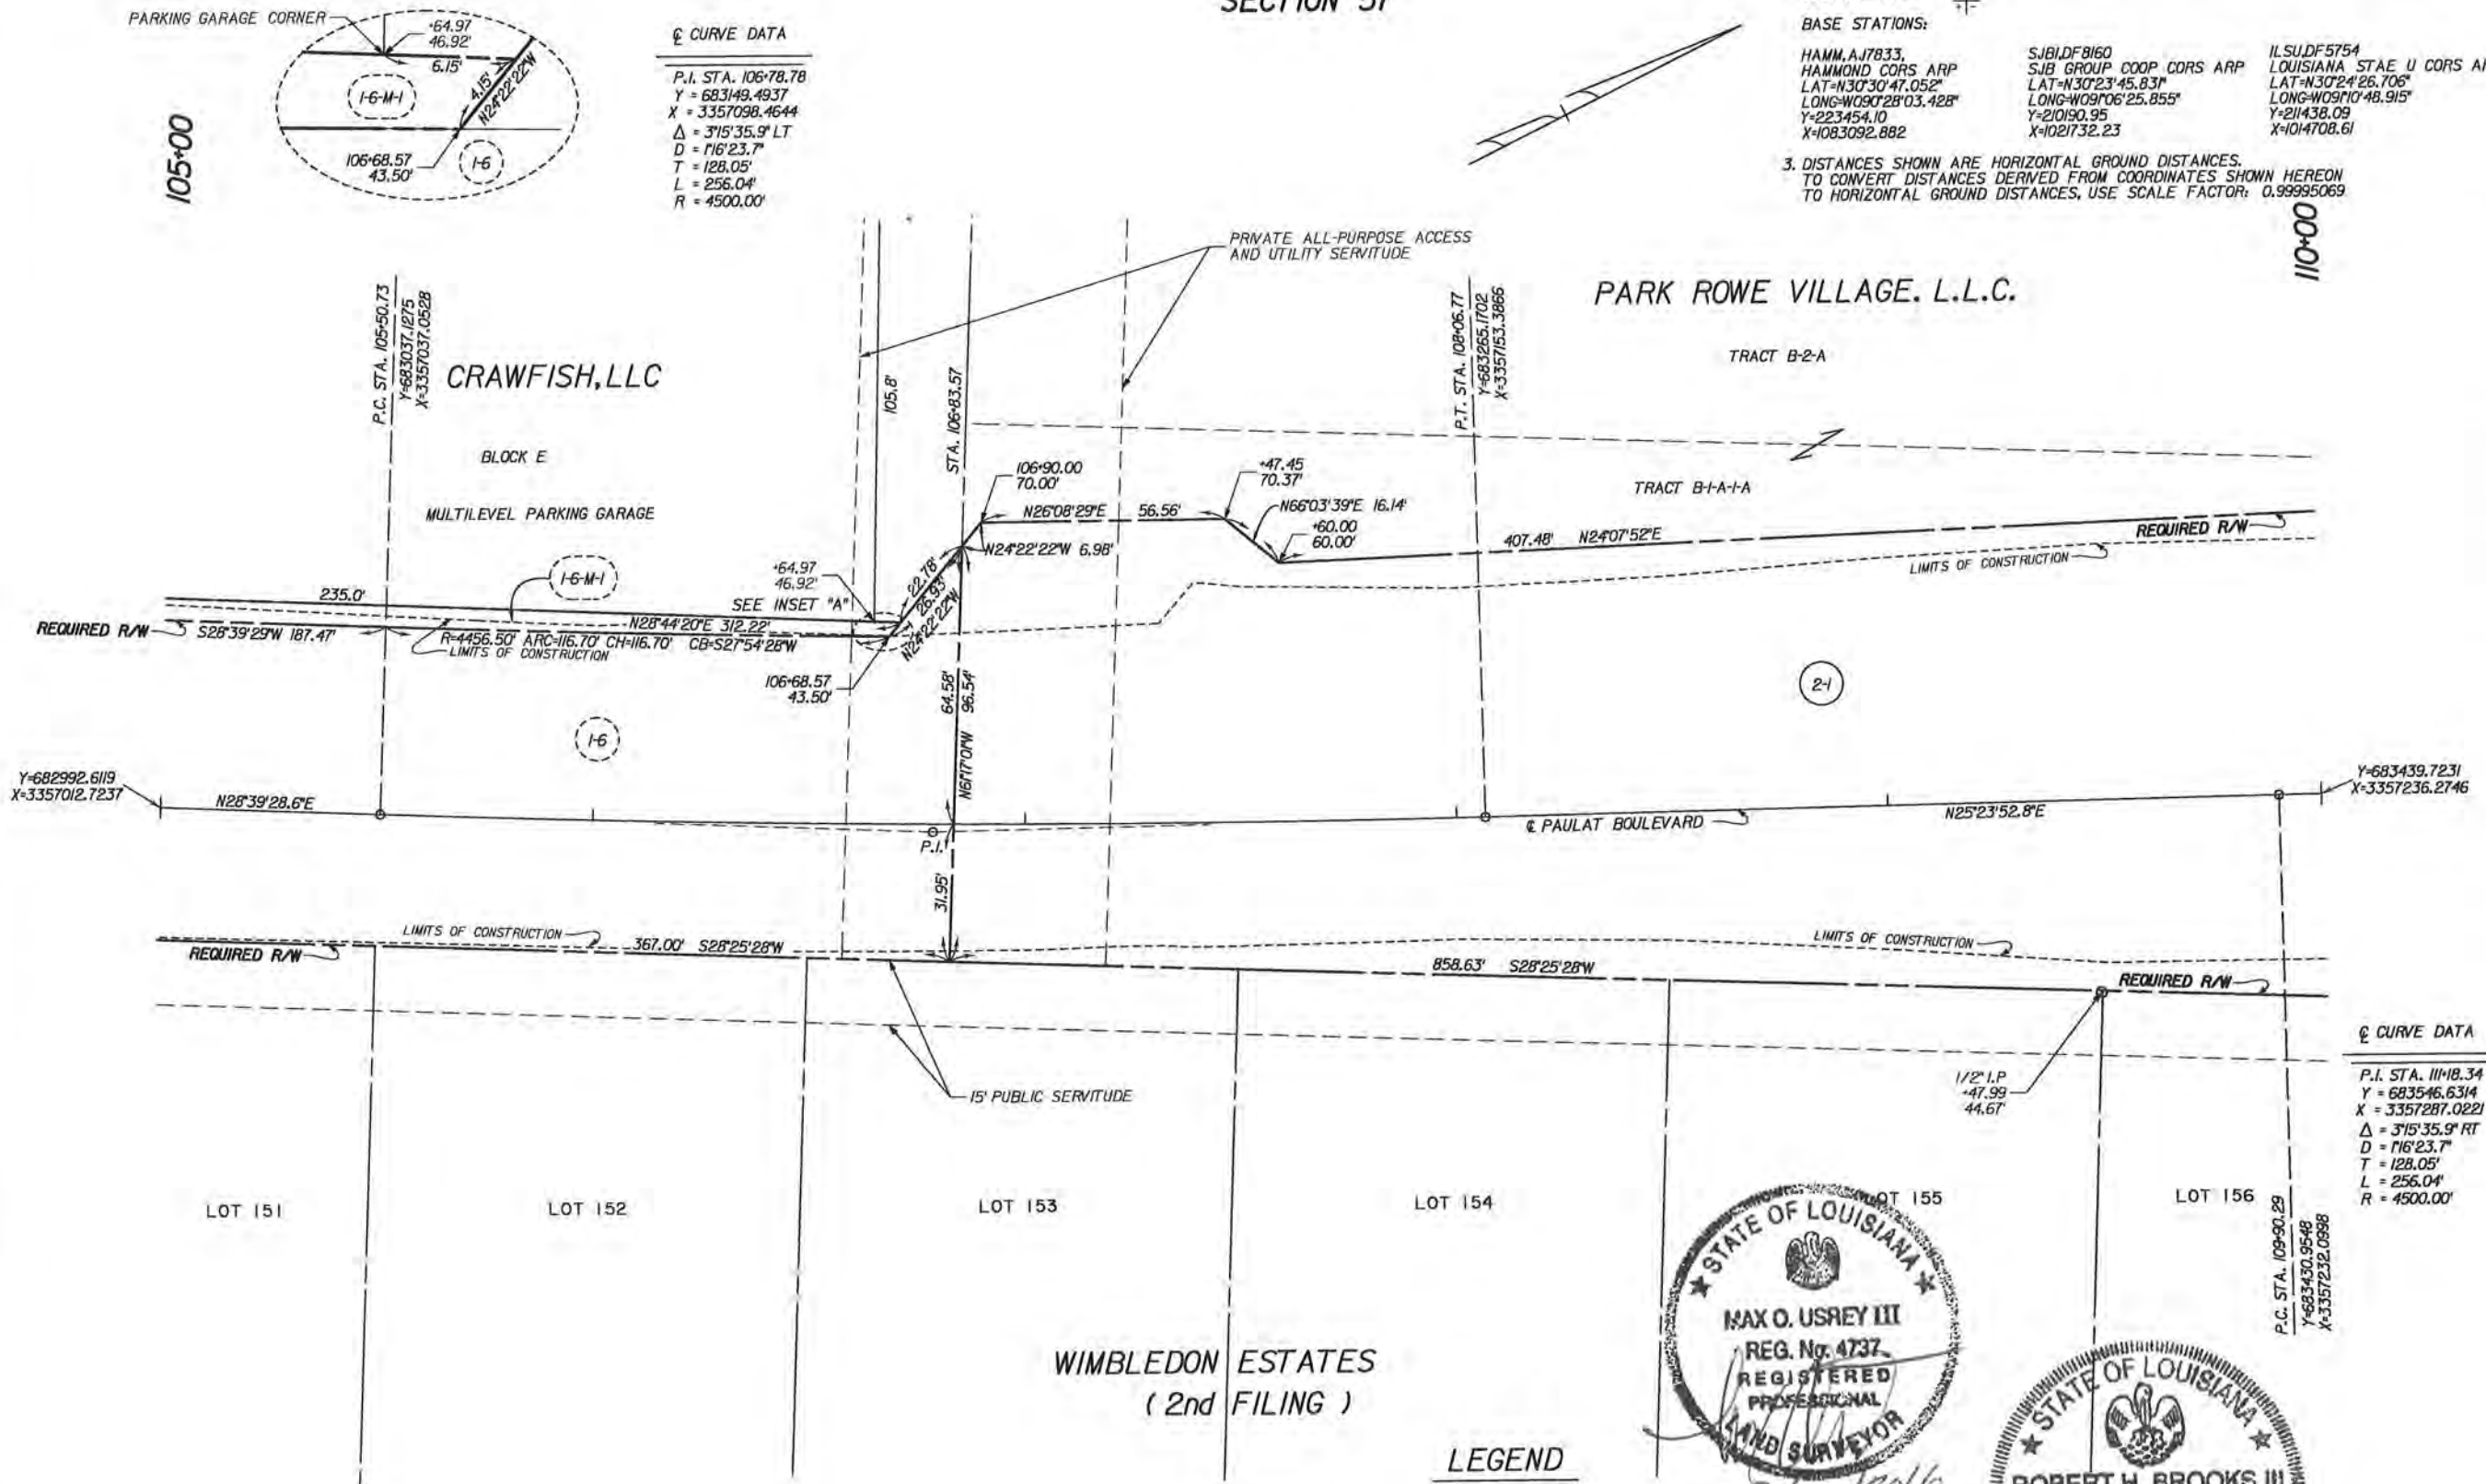 SECTION 57
PARKING GARAGE CORNER
+64.97
46.92'
6.15'
1-6-M-1
4.15'
N24°22'22"W
106+68.57
43.50'
1-6
105+00
℄ CURVE DATA
P.I. STA. 106+78.78
Y = 683149.4937
X = 3357098.4644
Δ = 3°15'35.9" LT
D = 1°16'23.7"
T = 128.05'
L = 256.04'
R = 4500.00'
BASE STATIONS:
HAMM, AJ7833,
HAMMOND CORS ARP
LAT=N30°30'47.052"
LONG=W090°28'03.428"
Y=223454.10
X=1083092.882
SJB1,DF8160
SJB GROUP COOP CORS ARP
LAT=N30°23'45.831"
LONG=W091°06'25.855"
Y=210190.95
X=1021732.23
ILSU,DF5754
LOUISIANA STAE U CORS
LAT=N30°24'26.706"
LONG=W091°10'48.915"
Y=211438.09
X=1014708.61
3. DISTANCES SHOWN ARE HORIZONTAL GROUND DISTANCES.
TO CONVERT DISTANCES DERIVED FROM COORDINATES SHOWN HEREON
TO HORIZONTAL GROUND DISTANCES, USE SCALE FACTOR: 0.99995069
110+00
PRIVATE ALL-PURPOSE ACCESS
AND UTILITY SERVITUDE
PARK ROWE VILLAGE. L.L.C.
TRACT B-2-A
P.C. STA. 105+50.73
Y=683037.1275
X=3357037.0528
CRAWFISH, LLC
BLOCK E
MULTILEVEL PARKING GARAGE
105.8'
STA. 106+83.57
P.T. STA. 108+06.77
Y=683265.1702
X=3357153.3866
106+90.00
70.00'
+47.45
70.37'
TRACT B-1-A-1-A
N26°08'29"E 56.56'
N66°03'39"E 16.14'
+60.00
60.00'
N24°22'22"W 6.98'
407.48' N24°07'52"E
REQUIRED R/W
LIMITS OF CONSTRUCTION
+64.97
46.92'
22.78'
26.93'
N24°22'22"W
1-6-M-1
235.0'
SEE INSET "A"
N28°44'20"E 312.22'
REQUIRED R/W
S28°39'29"W 187.47'
R=4456.50' ARC=116.70' CH=116.70' CB=S27°54'28"W
LIMITS OF CONSTRUCTION
106+68.57
43.50'
64.58'
96.54'
N61°17'01"W
1-6
2-1
Y=682992.6119
X=3357012.7237
N28°39'28.6"E
Y=683439.7231
X=3357236.2746
P.I.
℄ PAULAT BOULEVARD
N25°23'52.8"E
31.95'
LIMITS OF CONSTRUCTION
367.00' S28°25'28"W
REQUIRED R/W
LIMITS OF CONSTRUCTION
858.63' S28°25'28"W
REQUIRED R/W
15' PUBLIC SERVITUDE
1/2" I.P
+47.99
44.67'
℄ CURVE DATA
P.I. STA. 111+18.34
Y = 683546.6314
X = 3357287.0221
Δ = 3°15'35.9" RT
D = 1°16'23.7"
T = 128.05'
L = 256.04'
R = 4500.00'
P.C. STA. 109+90.29
Y=683430.9548
X=3357232.0998
LOT 151
LOT 152
LOT 153
LOT 154
LOT 155
LOT 156
WIMBLEDON ESTATES
( 2nd FILING )
LEGEND
STATE OF LOUISIANA
MAX O. USREY III
REG. No. 4737
REGISTERED
PROFESSIONAL
LAND SURVEYOR
STATE OF LOUISIANA
ROBERT H. BROOKS III